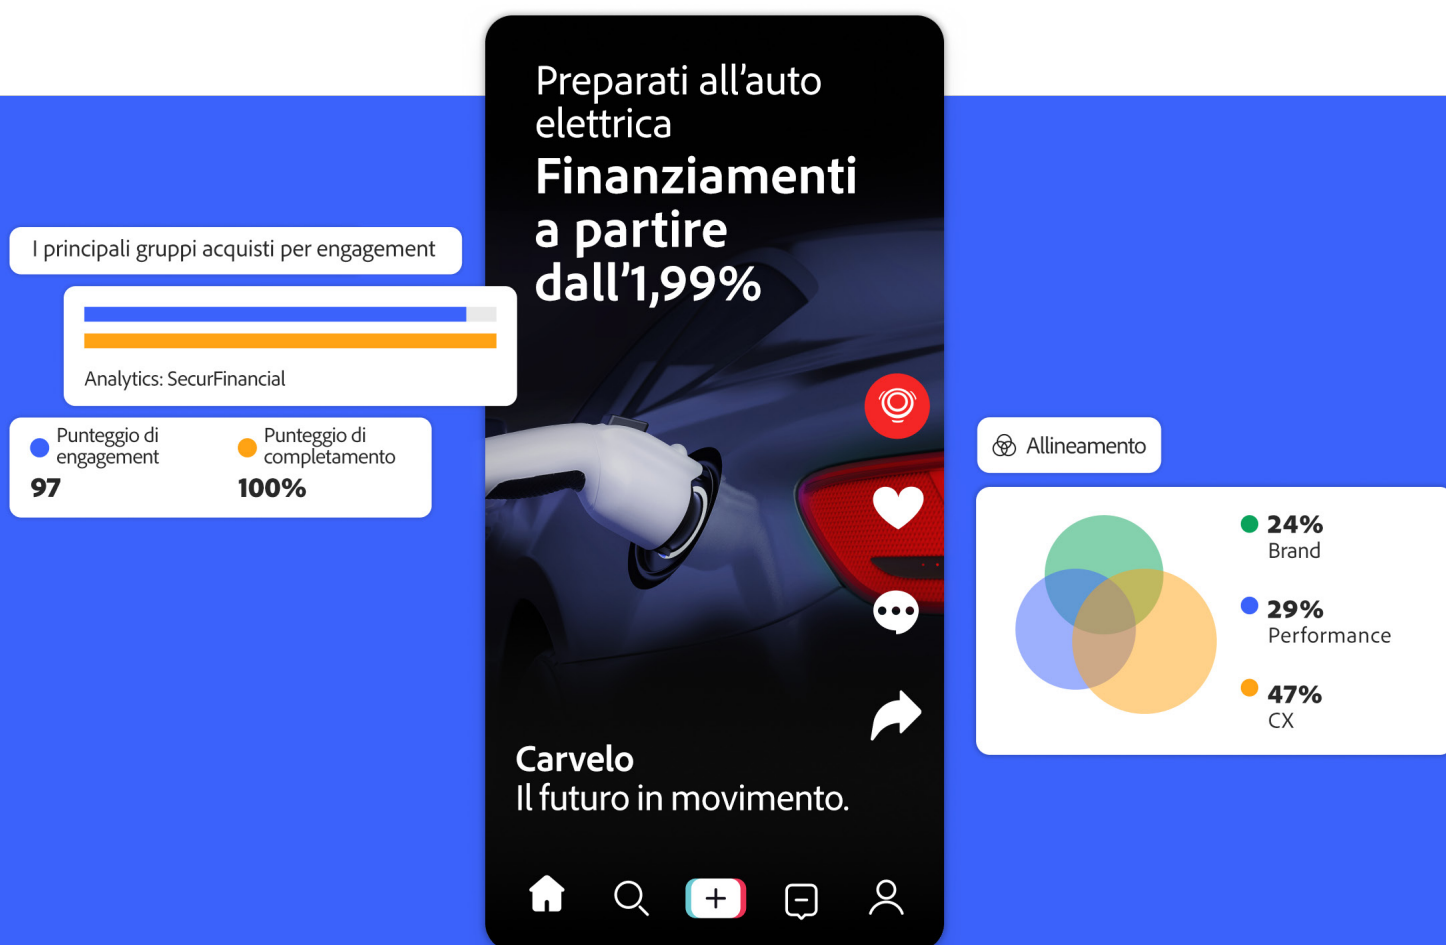 Preparati all’auto
elettrica
Finanziamenti
a partire
dall’1,99%
I principali gruppi acquisti per engagement
Analytics: SecurFinancial
Punteggio di
engagement
97
Punteggio di
completamento
100%
Allineamento
24%
Brand
29%
Performance
47%
CX
Carvelo
Il futuro in movimento.